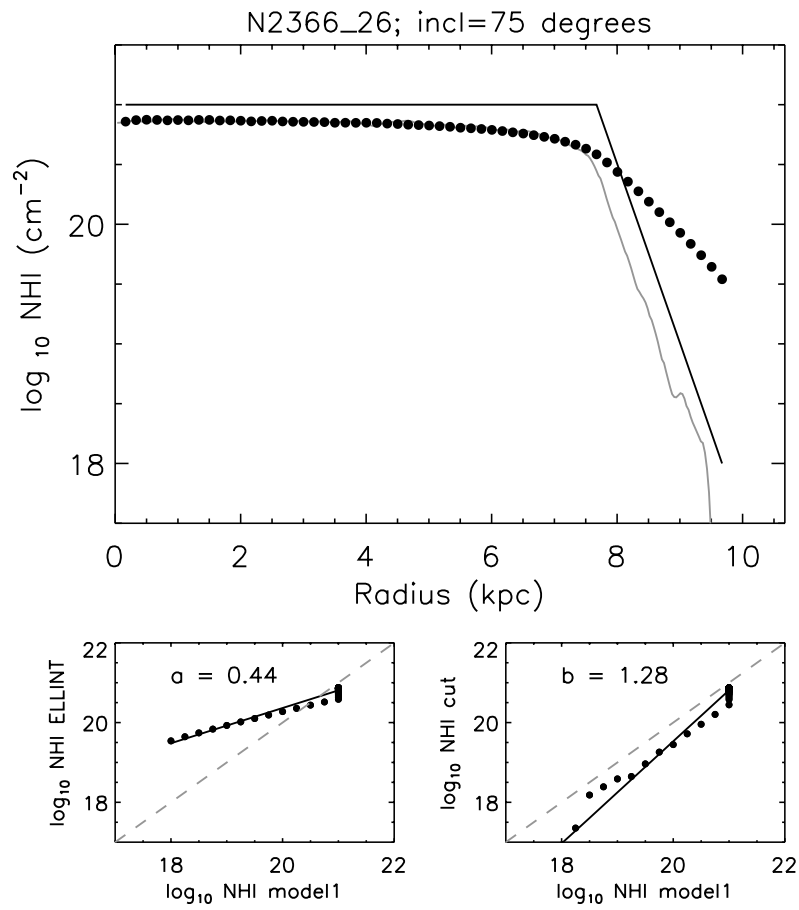 N2366_26; incl=75 degrees
log 10 NHI (cm−2)
20
18
0 2 4 6 8 10
Radius (kpc)
log10 NHI ELLINT
22
20
18
a = 0.44
18 20 22
log10 NHI model1
log10 NHI cut
22
20
18
b = 1.28
18 20 22
log10 NHI model1